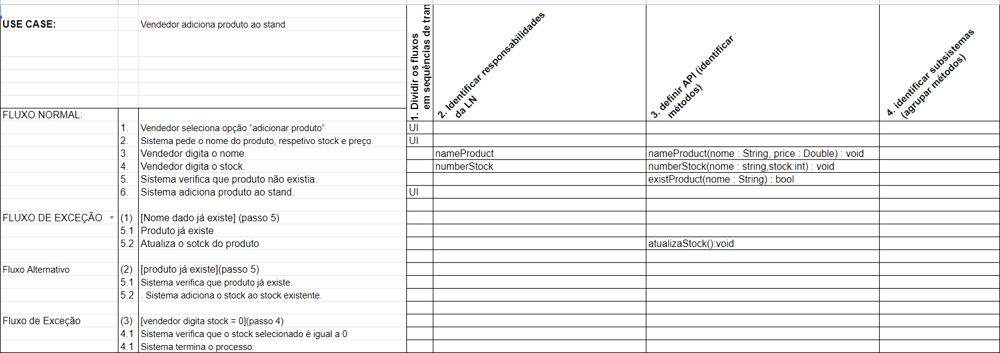 USE CASE:
Vendedor adiciona produto ao stand
1. Dividir os fluxos
em sequências de tran
2. Identificar responsabilidades
da LN
3. definir API (identificar
métodos)
4. identificar subsistemas
(agrupar métodos)
FLUXO NORMAL:
1. Vendedor seleciona opção “adicionar produto” UI
2. Sistema pede o nome do produto, respetivo stock e preço. UI
3. Vendedor digita o nome. nameProduct nameProduct(nome : String, price : Double) : void
4. Vendedor digita o stock. numberStock numberStock(nome : string,stock:int) : void
5. Sistema verifica que produto não existia. existProduct(nome : String) : bool
6. Sistema adiciona produto ao stand. UI
FLUXO DE EXCEÇÃO (1) [Nome dado já existe] (passo 5)
5.1 Produto já existe
5.2 Atualiza o sotck do produto atualizaStock():void
Fluxo Alternativo (2) [produto já existe](passo 5)
5.1 Sistema verifica que produto já existe.
5.2 . Sistema adiciona o stock ao stock existente.
Fluxo de Exceção (3) [vendedor digita stock = 0](passo 4)
4.1 Sistema verifica que o stock selecionado é igual a 0
4.1 Sistema termina o processo.